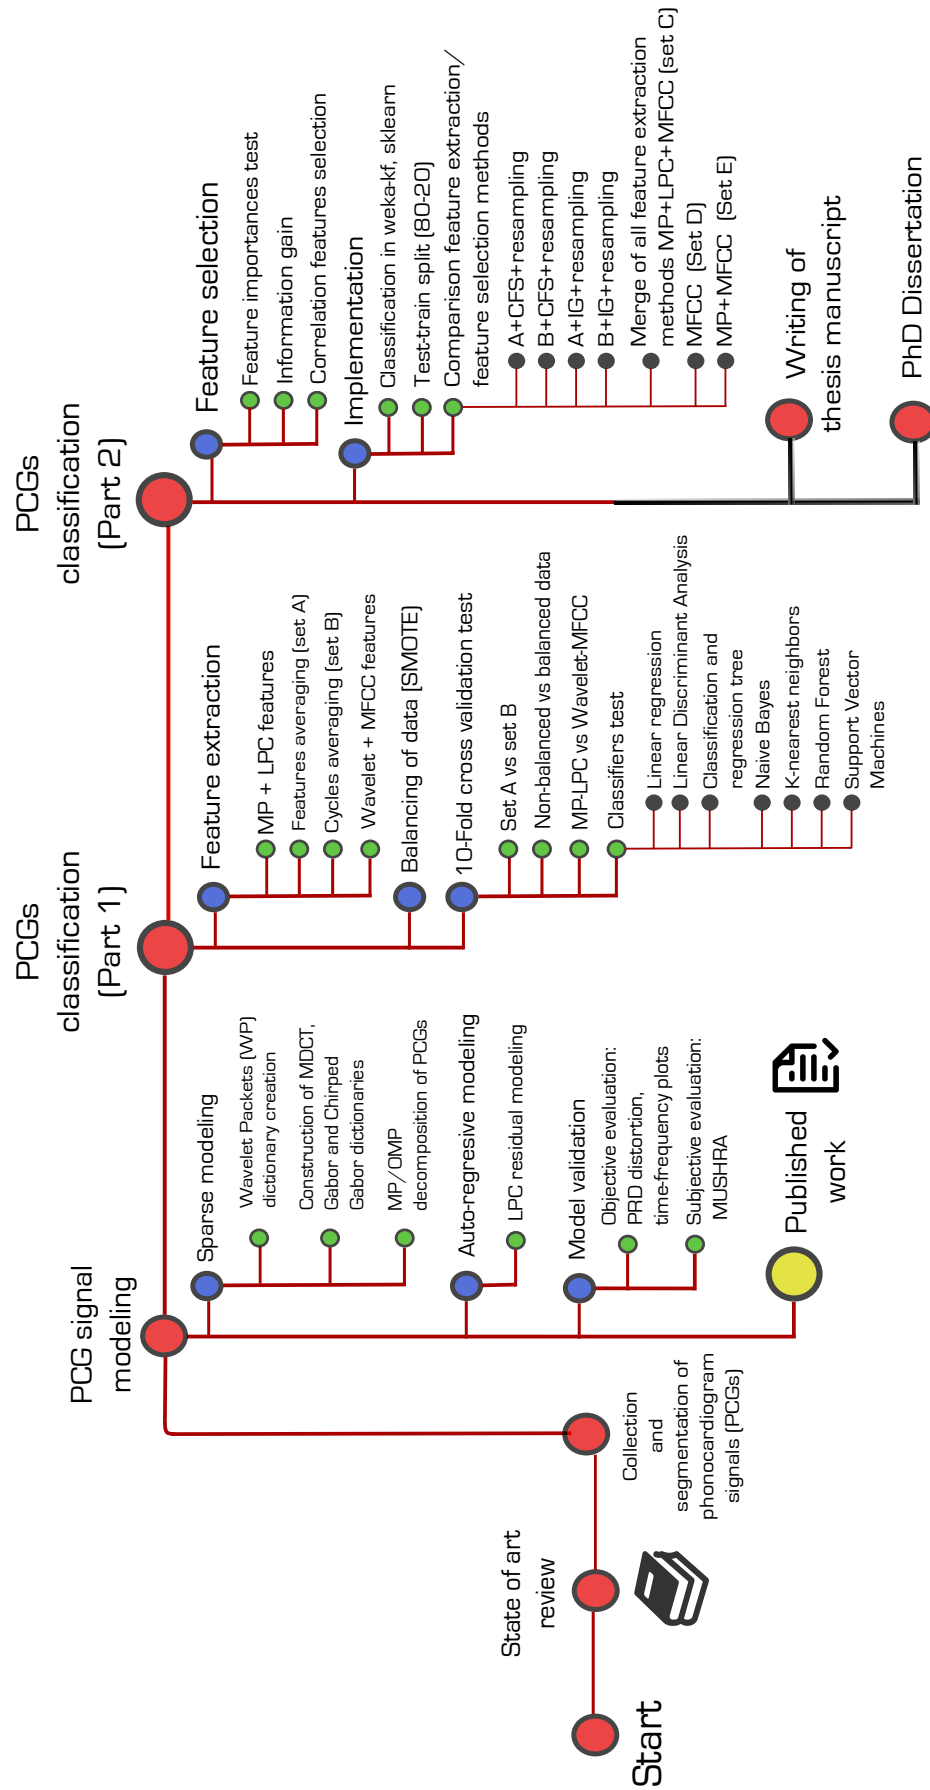 Start
State of art
review
Collection
and
segmentation of
phonocardiogram
signals (PCGs)
PCG signal
modeling
Sparse modeling
Wavelet Packets (WP)
dictionary creation
Construction of MDCT,
Gabor and Chirped
Gabor dictionaries
MP/OMP
decomposition of PCGs
Auto-regresive modeling
LPC residual modeling
Model validation
Objective evaluation:
PRD distortion,
time-frequency plots
Subjective evaluation:
MUSHRA
Published
work
PCGs
classification
(Part 1)
Feature extraction
MP + LPC features
Features averaging (set A)
Cycles averaging (set B)
Wavelet + MFCC features
Balancing of data (SMOTE)
10-Fold cross validation test
Set A vs set B
Non-balanced vs balanced data
MP-LPC vs Wavelet-MFCC
Classifiers test
Linear regression
Linear Discriminant Analysis
Classification and
regression tree
Naive Bayes
K-nearest neighbors
Random Forest
Support Vector
Machines
PCGs
classification
(Part 2)
Feature selection
Feature importances test
Information gain
Correlation features selection
Implementation
Classification in weka-kf, sklearn
Test-train split (80-20)
Comparison feature extraction/
feature selection methods
A+CFS+resampling
B+CFS+resampling
A+IG+resampling
B+IG+resampling
Merge of all feature extraction
methods MP+LPC+MFCC (set C)
MFCC (Set D)
MP+MFCC (Set E)
Writing of
thesis manuscript
PhD Dissertation